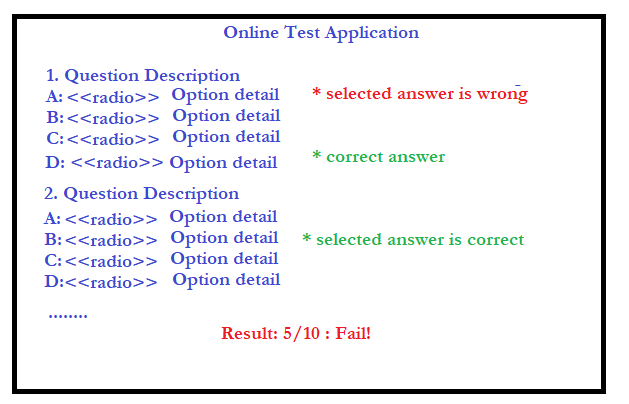 Online Test Application
1. Question Description
A: <<radio>> Option detail * selected answer is wrong
B: <<radio>> Option detail
C: <<radio>> Option detail
D: <<radio>> Option detail * correct answer
2. Question Description
A: <<radio>> Option detail
B: <<radio>> Option detail * selected answer is correct
C: <<radio>> Option detail
D:<<radio>> Option detail
........
Result: 5/10 : Fail!